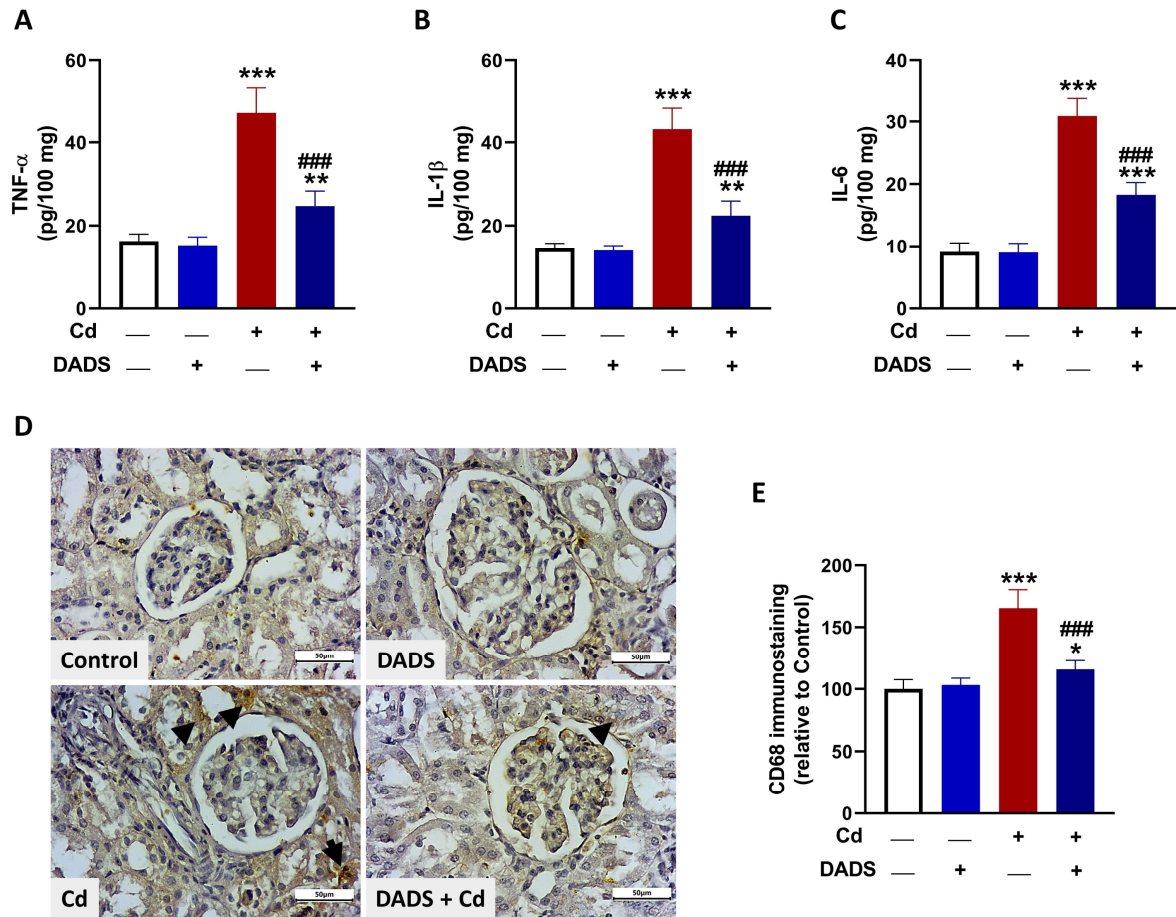 A
TNF-α
(pg/100 mg)
60
40
20
0
***
###
**
Cd — — + +
DADS — + — +
B
IL-1β
(pg/100 mg)
60
40
20
0
***
###
**
Cd — — + +
DADS — + — +
C
IL-6
(pg/100 mg)
40
30
20
10
0
***
###
***
Cd — — + +
DADS — + — +
D
Control
50µm
DADS
50µm
Cd
50µm
DADS + Cd
50µm
E
CD68 immunostaining
(relative to Control)
200
150
100
50
0
***
###
*
Cd — — + +
DADS — + — +